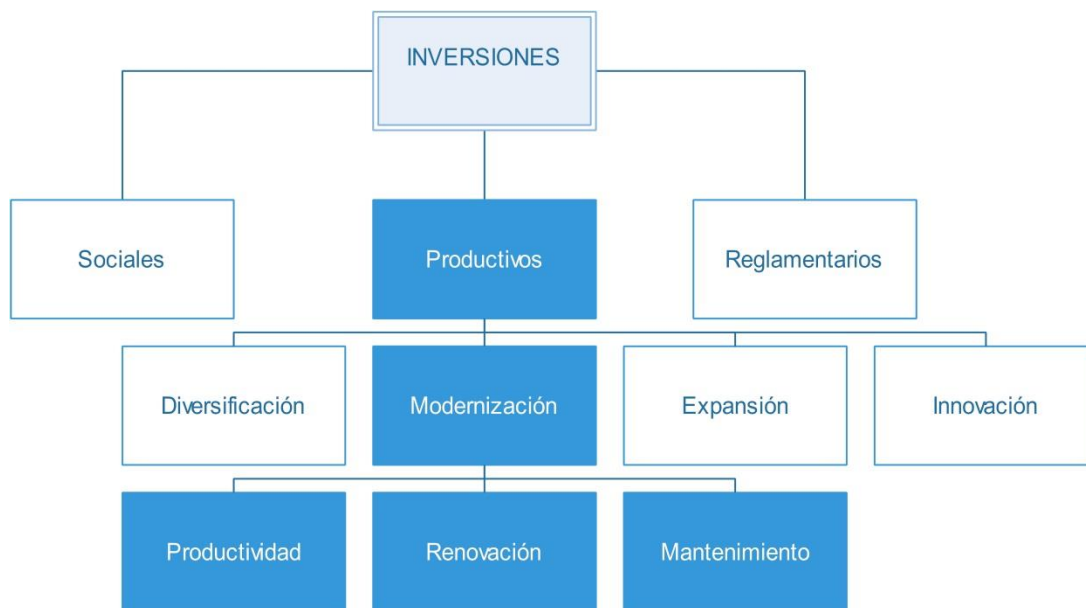 INVERSIONES
Sociales
Productivos
Reglamentarios
Diversificación
Modernización
Expansión
Innovación
Productividad
Renovación
Mantenimiento